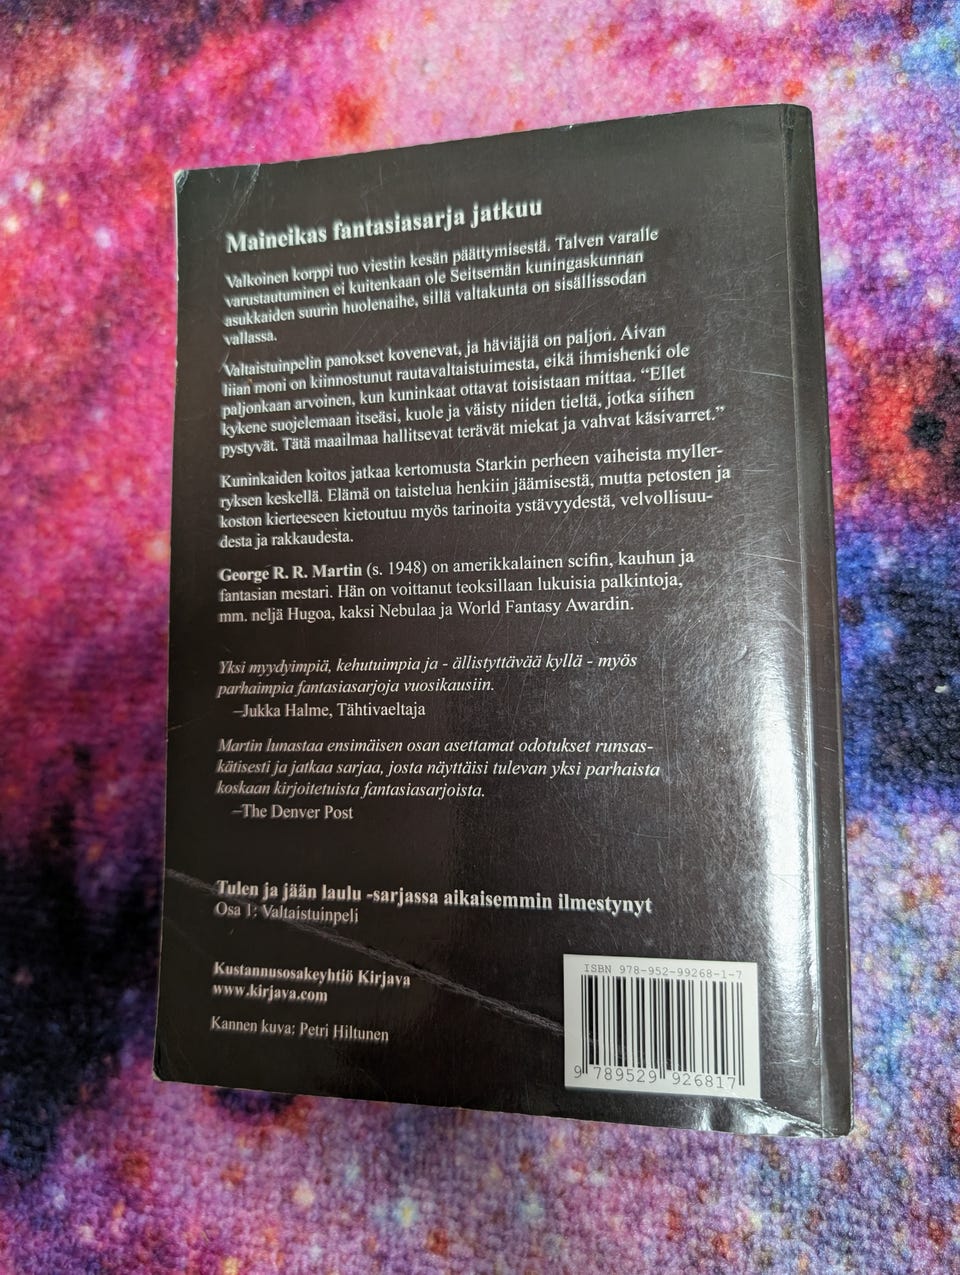 Maineikas fantasiasarja jatkuu
Valkoinen korppi tuo viestin kesän päättymisestä. Talven varalle
varustautuminen ei kuitenkaan ole Seitsemän kuningaskunnan
asukkaiden suurin huolenaihe, sillä valtakunta on sisällissodan
vallassa.
Valtaistuinpelin panokset kovenevat, ja häviäjiä on paljon. Aivan
liian moni on kiinnostunut rautavaltaistuimesta, eikä ihmishenki ole
paljonkaan arvoinen, kun kuninkaat ottavat toisistaan mittaa. “Ellet
kykene suojelemaan itseäsi, kuole ja väisty niiden tieltä, jotka siihen
pystyvät. Tätä maailmaa hallitsevat terävät miekat ja vahvat käsivarret.”
Kuninkaiden koitos jatkaa kertomusta Starkin perheen vaiheista myller-
ryksen keskellä. Elämä on taistelua henkiin jäämisestä, mutta petosten ja
koston kierteeseen kietoutuu myös tarinoita ystävyydestä, velvollisuu-
desta ja rakkaudesta.
George R. R. Martin (s. 1948) on amerikkalainen scifin, kauhun ja
fantasian mestari. Hän on voittanut teoksillaan lukuisia palkintoja,
mm. neljä Hugoa, kaksi Nebulaa ja World Fantasy Awardin.
Yksi myydyimpiä, kehutuimpia ja - ällistyttävää kyllä - myös
parhaimpia fantasiasarjoja vuosikausiin.
–Jukka Halme, Tähtivaeltaja
Martin lunastaa ensimäisen osan asettamat odotukset runsas-
kätisesti ja jatkaa sarjaa, josta näyttäisi tulevan yksi parhaista
koskaan kirjoitetuista fantasiasarjoista.
–The Denver Post
Tulen ja jään laulu -sarjassa aikaisemmin ilmestynyt
Osa 1: Valtaistuinpeli
Kustannusosakeyhtiö Kirjava
www.kirjava.com
Kannen kuva: Petri Hiltunen
ISBN 978-952-99268-1-7
9 789529 926817